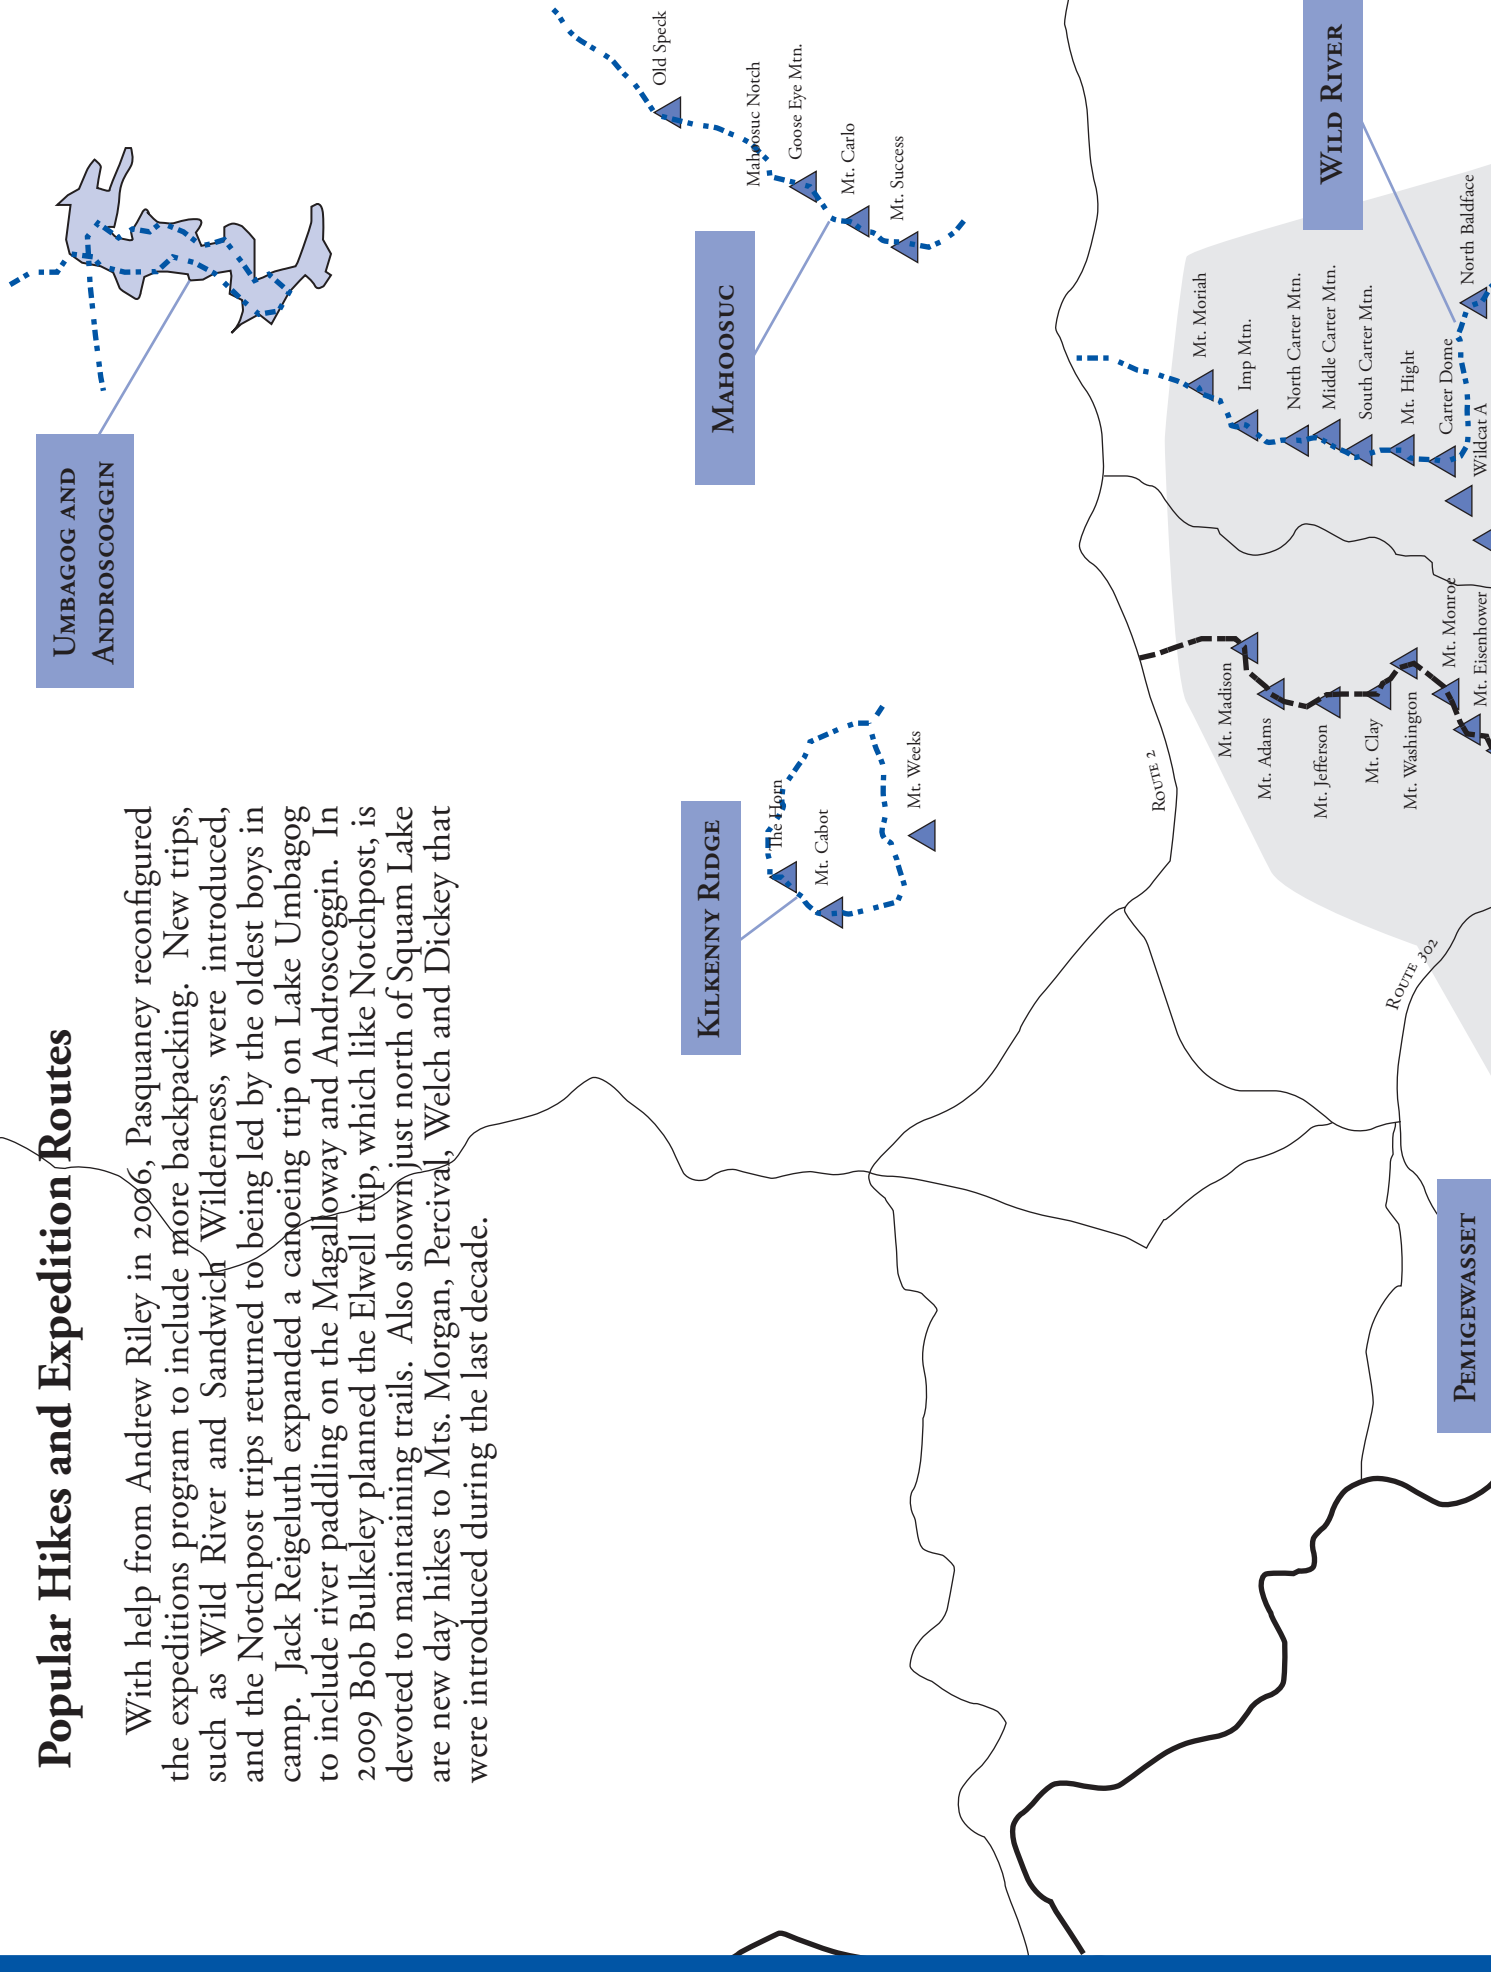 Popular Hikes and Expedition Routes
With help from Andrew Riley in 2006, Pasquaney reconfigured
the expeditions program to include more backpacking. New trips,
such as Wild River and Sandwich Wilderness, were introduced,
and the Notchpost trips returned to being led by the oldest boys in
camp. Jack Reigeluth expanded a canoeing trip on Lake Umbagog
to include river paddling on the Magalloway and Androscoggin. In
2009 Bob Bulkeley planned the Elwell trip, which like Notchpost, is
devoted to maintaining trails. Also shown just north of Squam Lake
are new day hikes to Mts. Morgan, Percival, Welch and Dickey that
were introduced during the last decade.
Umbagog and
Androscoggin
Mahoosuc
Old Speck
Mahoosuc Notch
Goose Eye Mtn.
Mt. Carlo
Mt. Success
Kilkenny Ridge
The Horn
Mt. Cabot
Mt. Weeks
Route 2
Wild River
Mt. Moriah
Imp Mtn.
North Carter Mtn.
Middle Carter Mtn.
South Carter Mtn.
Mt. Hight
Carter Dome
North Baldface
Wildcat A
Mt. Madison
Mt. Adams
Mt. Jefferson
Mt. Clay
Mt. Washington
Mt. Monroe
Mt. Eisenhower
Route 302
Pemigewasset